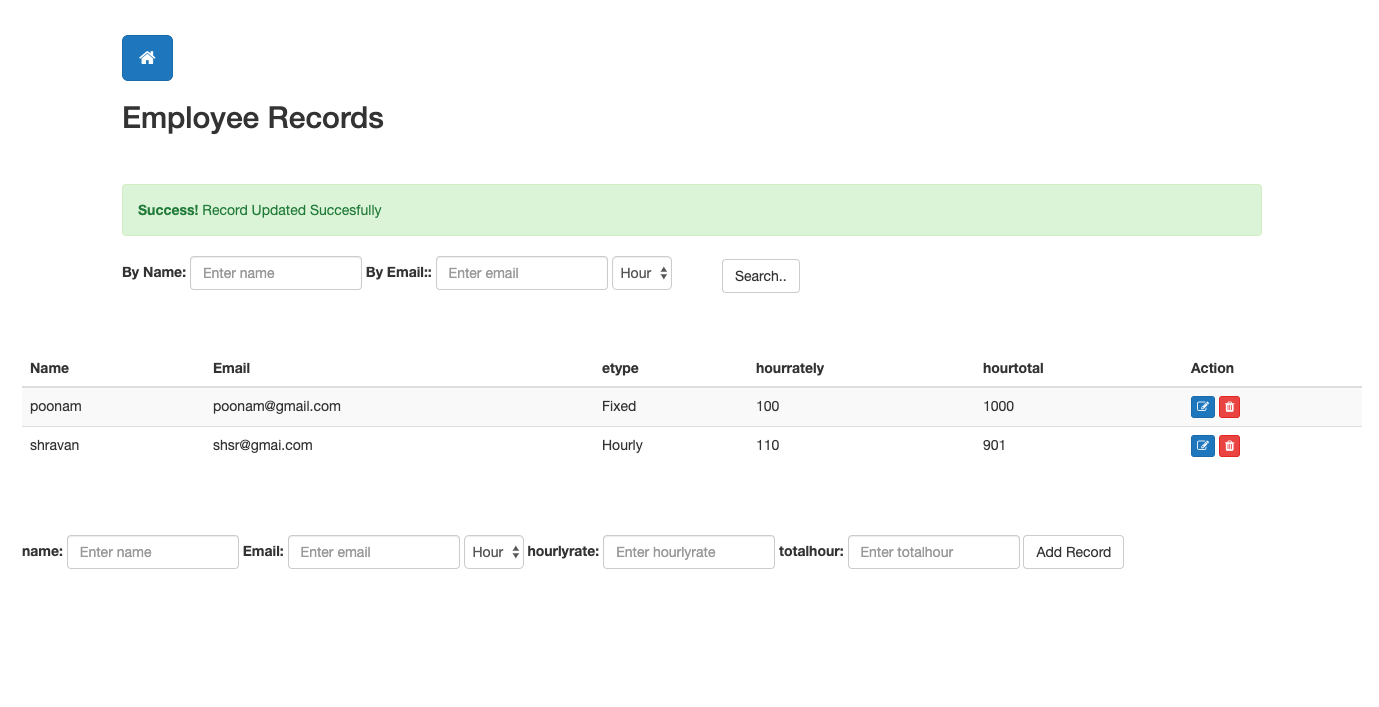 Employee Records
Success! Record Updated Succesfully
By Name: Enter name By Email:: Enter email Hour Search..
Name Email etype hourrately hourtotal Action
poonam poonam@gmail.com Fixed 100 1000
shravan shsr@gmai.com Hourly 110 901
name: Enter name Email: Enter email Hour hourlyrate: Enter hourlyrate totalhour: Enter totalhour Add Record